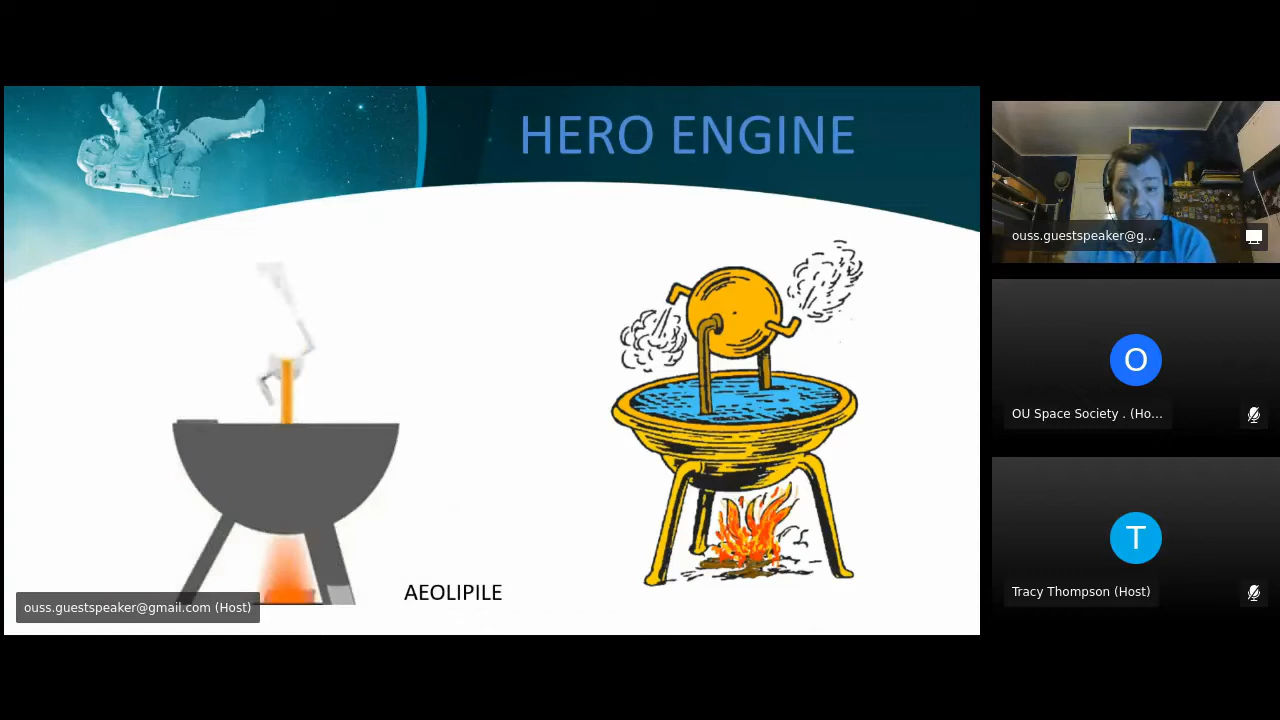 HERO ENGINE
AEOLIPILE
ouss.guestspeaker@gmail.com (Host)
ouss.guestspeaker@g...
O
OU Space Society . (Ho...
T
Tracy Thompson (Host)